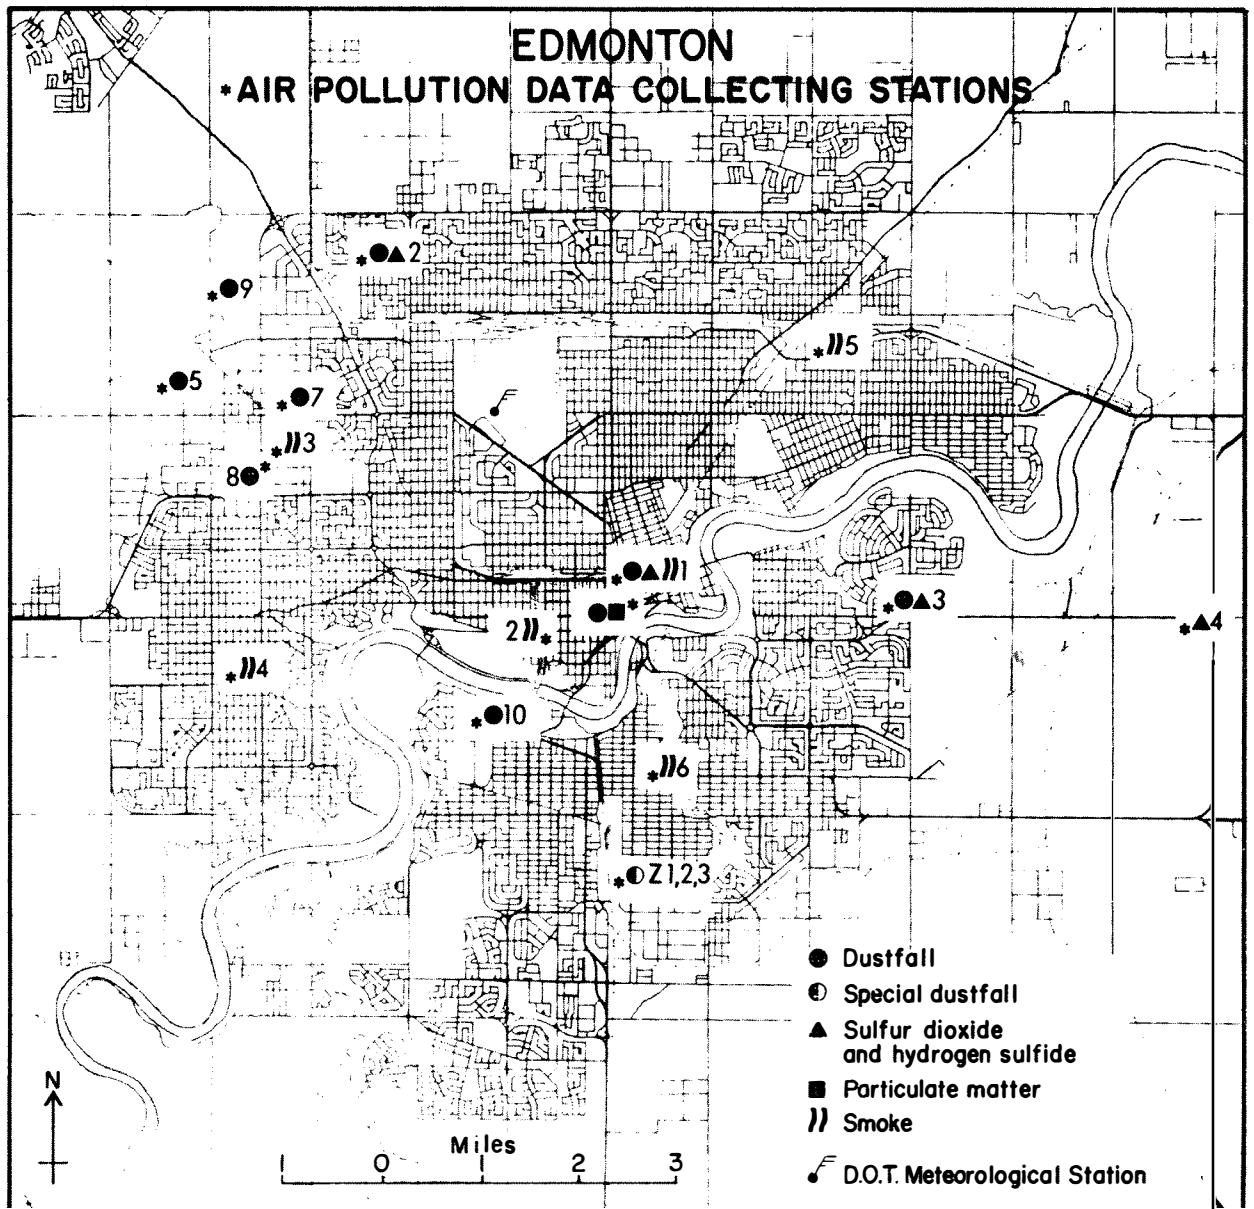 EDMONTON
*AIR POLLUTION DATA COLLECTING STATIONS
*●▲2
*●9
*5
*●5
*●7
*3
8●*
*●▲1
●■*
*●▲3
2*
*▲4
*4
*●10
*6
*◐Z1,2,3
● Dustfall
◐ Special dustfall
▲ Sulfur dioxide
and hydrogen sulfide
■ Particulate matter
Smoke
D.O.T. Meteorological Station
N
Miles
1 0 1 2 3